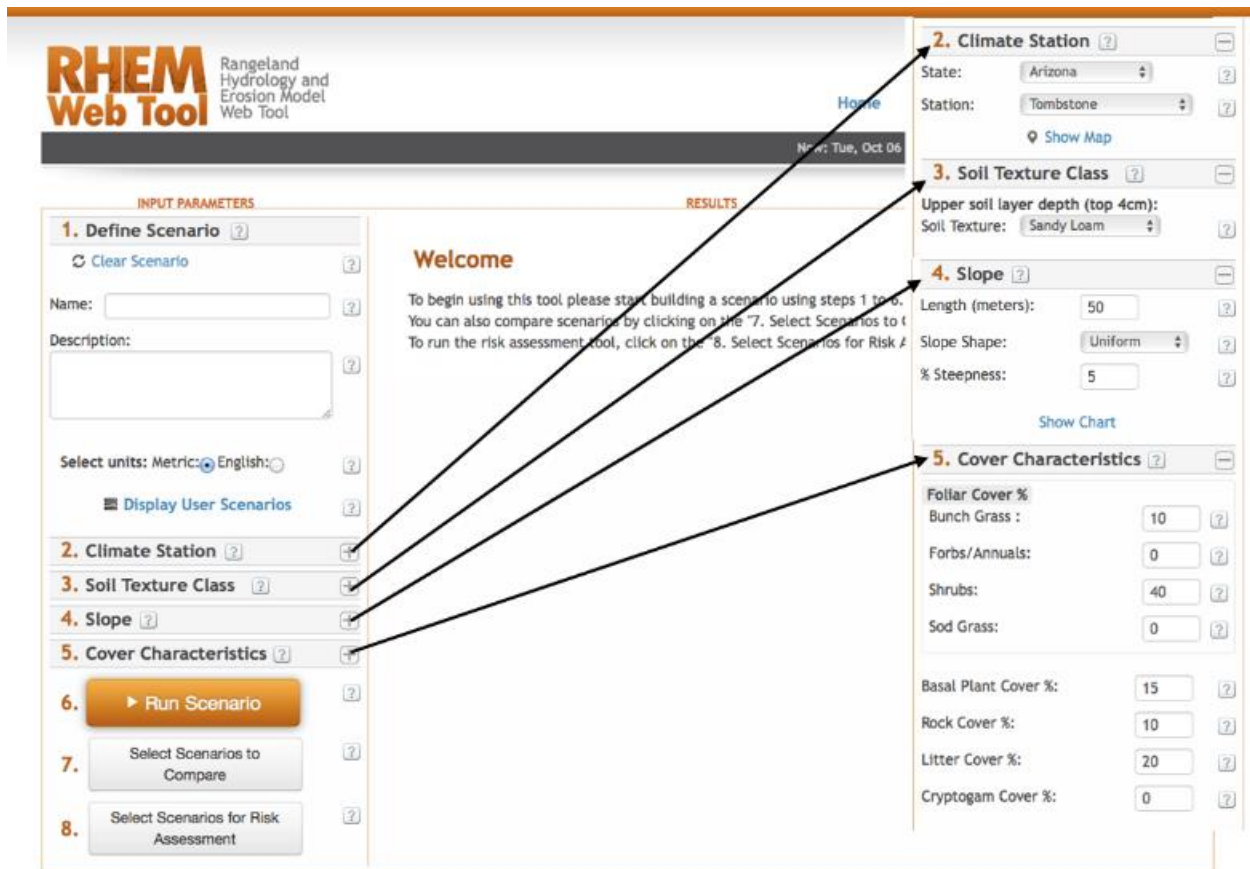 RHEM
Web Tool
Rangeland
Hydrology and
Erosion Model
Web Tool
Home
Now: Tue, Oct 06
INPUT PARAMETERS
RESULTS
1. Define Scenario ?
Clear Scenario ?
Name: ?
Description:
?
Select units: Metric: English: ?
Display User Scenarios ?
2. Climate Station ? +
3. Soil Texture Class ? +
4. Slope ? +
5. Cover Characteristics ? +
6. Run Scenario ?
7. Select Scenarios to
Compare ?
8. Select Scenarios for Risk
Assessment ?
Welcome
To begin using this tool please start building a scenario using steps 1 to 6.
You can also compare scenarios by clicking on the "7. Select Scenarios to
To run the risk assessment tool, click on the "8. Select Scenarios for Risk
2. Climate Station ?
State: Arizona ?
Station: Tombstone ?
Show Map
3. Soil Texture Class ?
Upper soil layer depth (top 4cm):
Soil Texture: Sandy Loam ?
4. Slope ?
Length (meters): 50 ?
Slope Shape: Uniform ?
% Steepness: 5 ?
Show Chart
5. Cover Characteristics ?
Foliar Cover %
Bunch Grass : 10 ?
Forbs/Annuals: 0 ?
Shrubs: 40 ?
Sod Grass: 0 ?
Basal Plant Cover %: 15 ?
Rock Cover %: 10 ?
Litter Cover %: 20 ?
Cryptogam Cover %: 0 ?